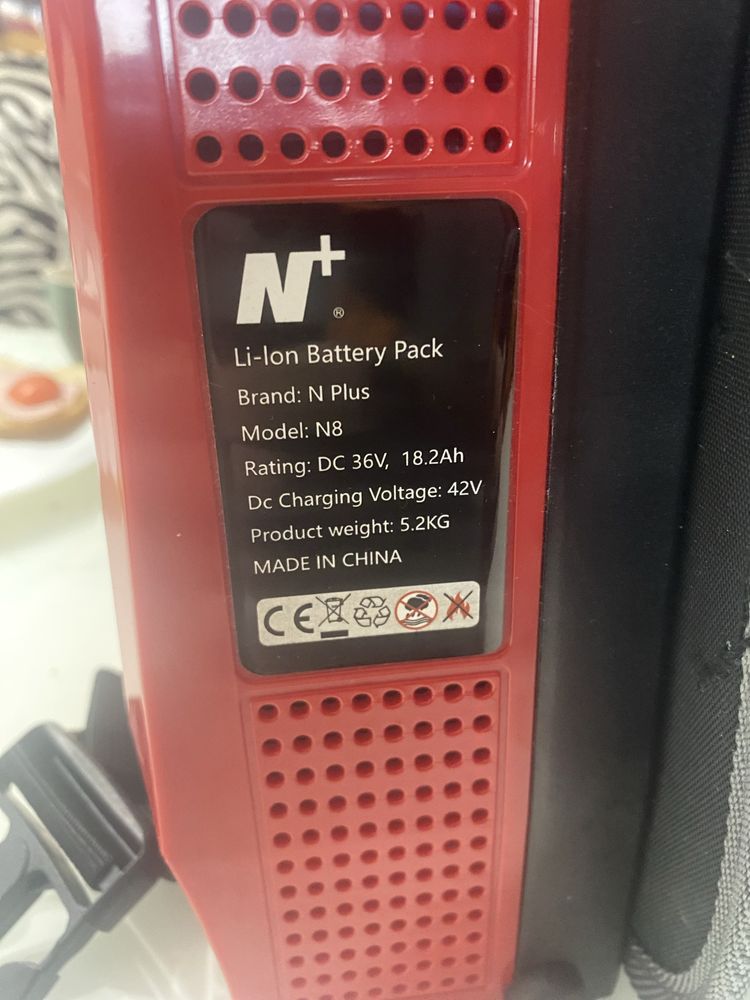 N+
®
Li-Ion Battery Pack
Brand: N Plus
Model: N8
Rating: DC 36V, 18.2Ah
Dc Charging Voltage: 42V
Product weight: 5.2KG
MADE IN CHINA
CE